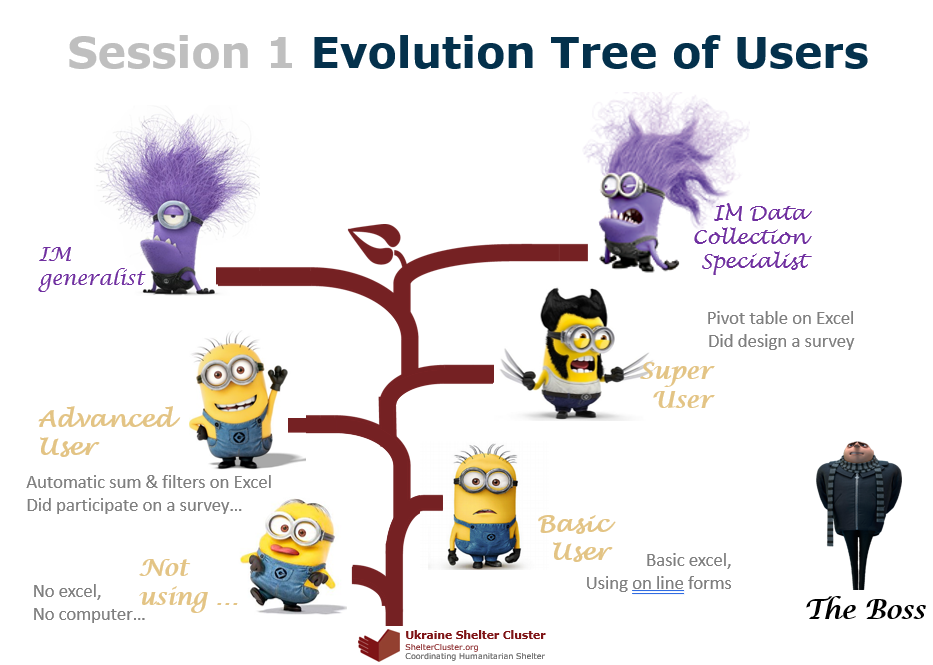 Session 1 Evolution Tree of Users
IM
generalist
IM Data
Collection
Specialist
Pivot table on Excel
Did design a survey
Super
User
Advanced
User
Automatic sum & filters on Excel
Did participate on a survey...
Basic
User
Basic excel,
Using on line forms
Not
using ...
No excel,
No computer...
The Boss
Ukraine Shelter Cluster
ShelterCluster.org
Coordinating Humanitarian Shelter